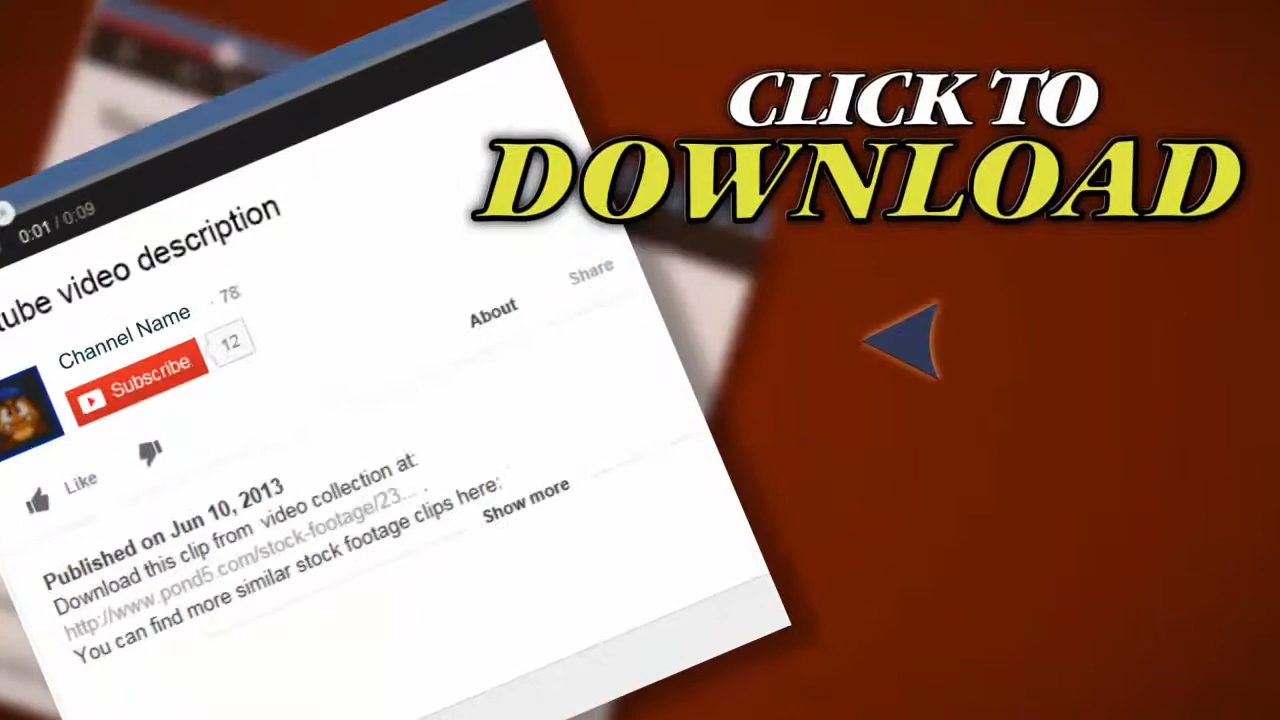 CLICK TO
DOWNLOAD
0:01 / 0:09
tube video description
Channel Name
78
Subscribe
12
About
Share
Like
Published on Jun 10, 2013
Download this clip from video collection at:
http://www.pond5.com/stock-footage/23...
You can find more similar stock footage clips here:
Show more